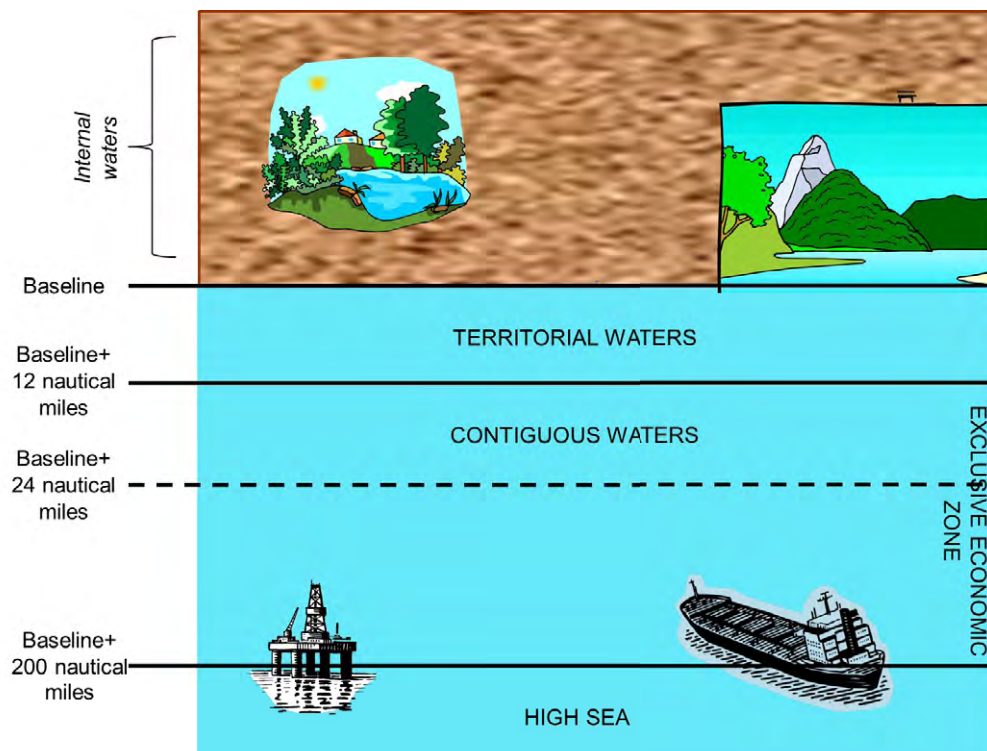 Internal
waters
Baseline
TERRITORIAL WATERS
Baseline+
12 nautical
miles
CONTIGUOUS WATERS
Baseline+
24 nautical
miles
EXCLUSIVE ECONOMIC
ZONE
Baseline+
200 nautical
miles
HIGH SEA